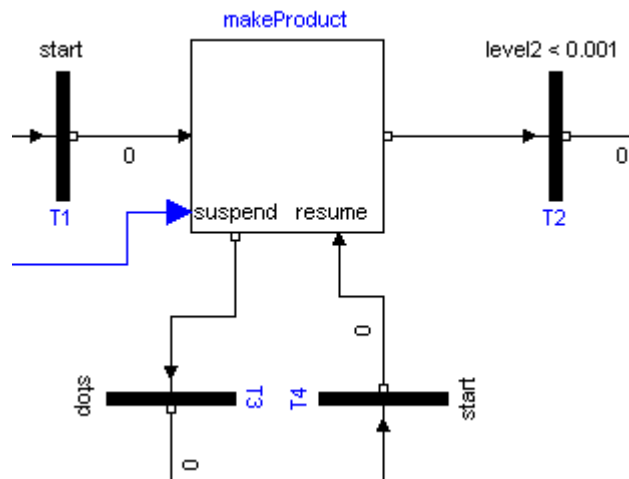 makeProduct
start
level2 < 0.001
0
0
T1
suspend resume
T2
0
stop
T3
T4
start
0